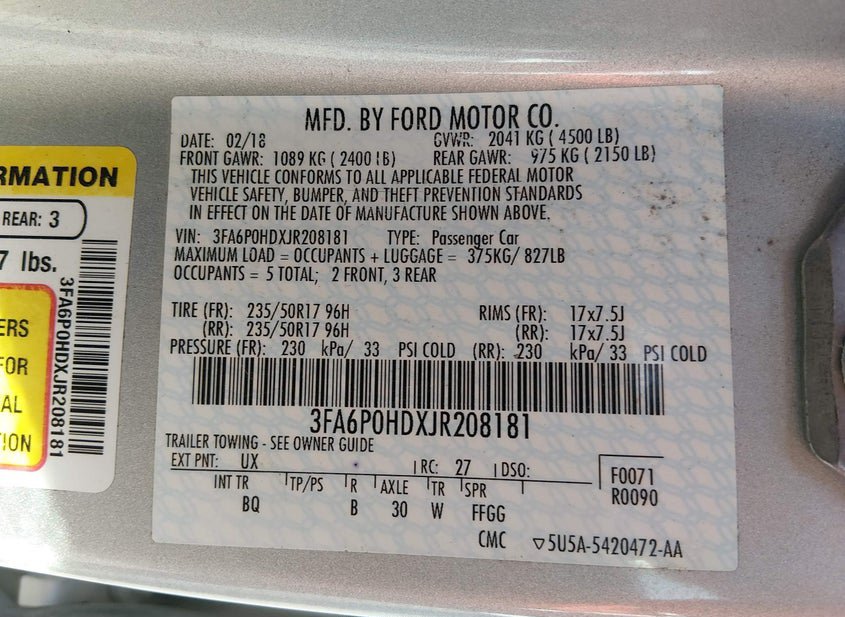 RMATION
REAR: 3
7 lbs.
ERS
FOR
AL
TION
3FA6P0HDXJR208181
MFD. BY FORD MOTOR CO.
DATE: 02/18 GVWR: 2041 KG ( 4500 LB)
FRONT GAWR: 1089 KG ( 2400 LB) REAR GAWR: 975 KG ( 2150 LB)
THIS VEHICLE CONFORMS TO ALL APPLICABLE FEDERAL MOTOR
VEHICLE SAFETY, BUMPER, AND THEFT PREVENTION STANDARDS
IN EFFECT ON THE DATE OF MANUFACTURE SHOWN ABOVE.
VIN: 3FA6P0HDXJR208181 TYPE: Passenger Car
MAXIMUM LOAD = OCCUPANTS + LUGGAGE = 375KG/ 827LB
OCCUPANTS = 5 TOTAL; 2 FRONT, 3 REAR
TIRE (FR): 235/50R17 96H RIMS (FR): 17x7.5J
(RR): 235/50R17 96H (RR): 17x7.5J
PRESSURE (FR): 230 kPa/ 33 PSI COLD (RR): 230 kPa/ 33 PSI COLD
3FA6P0HDXJR208181
TRAILER TOWING - SEE OWNER GUIDE
EXT PNT: UX RC: 27 DSO: F0071
R0090
INT TR TP/PS R AXLE TR SPR
BQ B 30 W FFGG
CMC ▽5U5A-5420472-AA